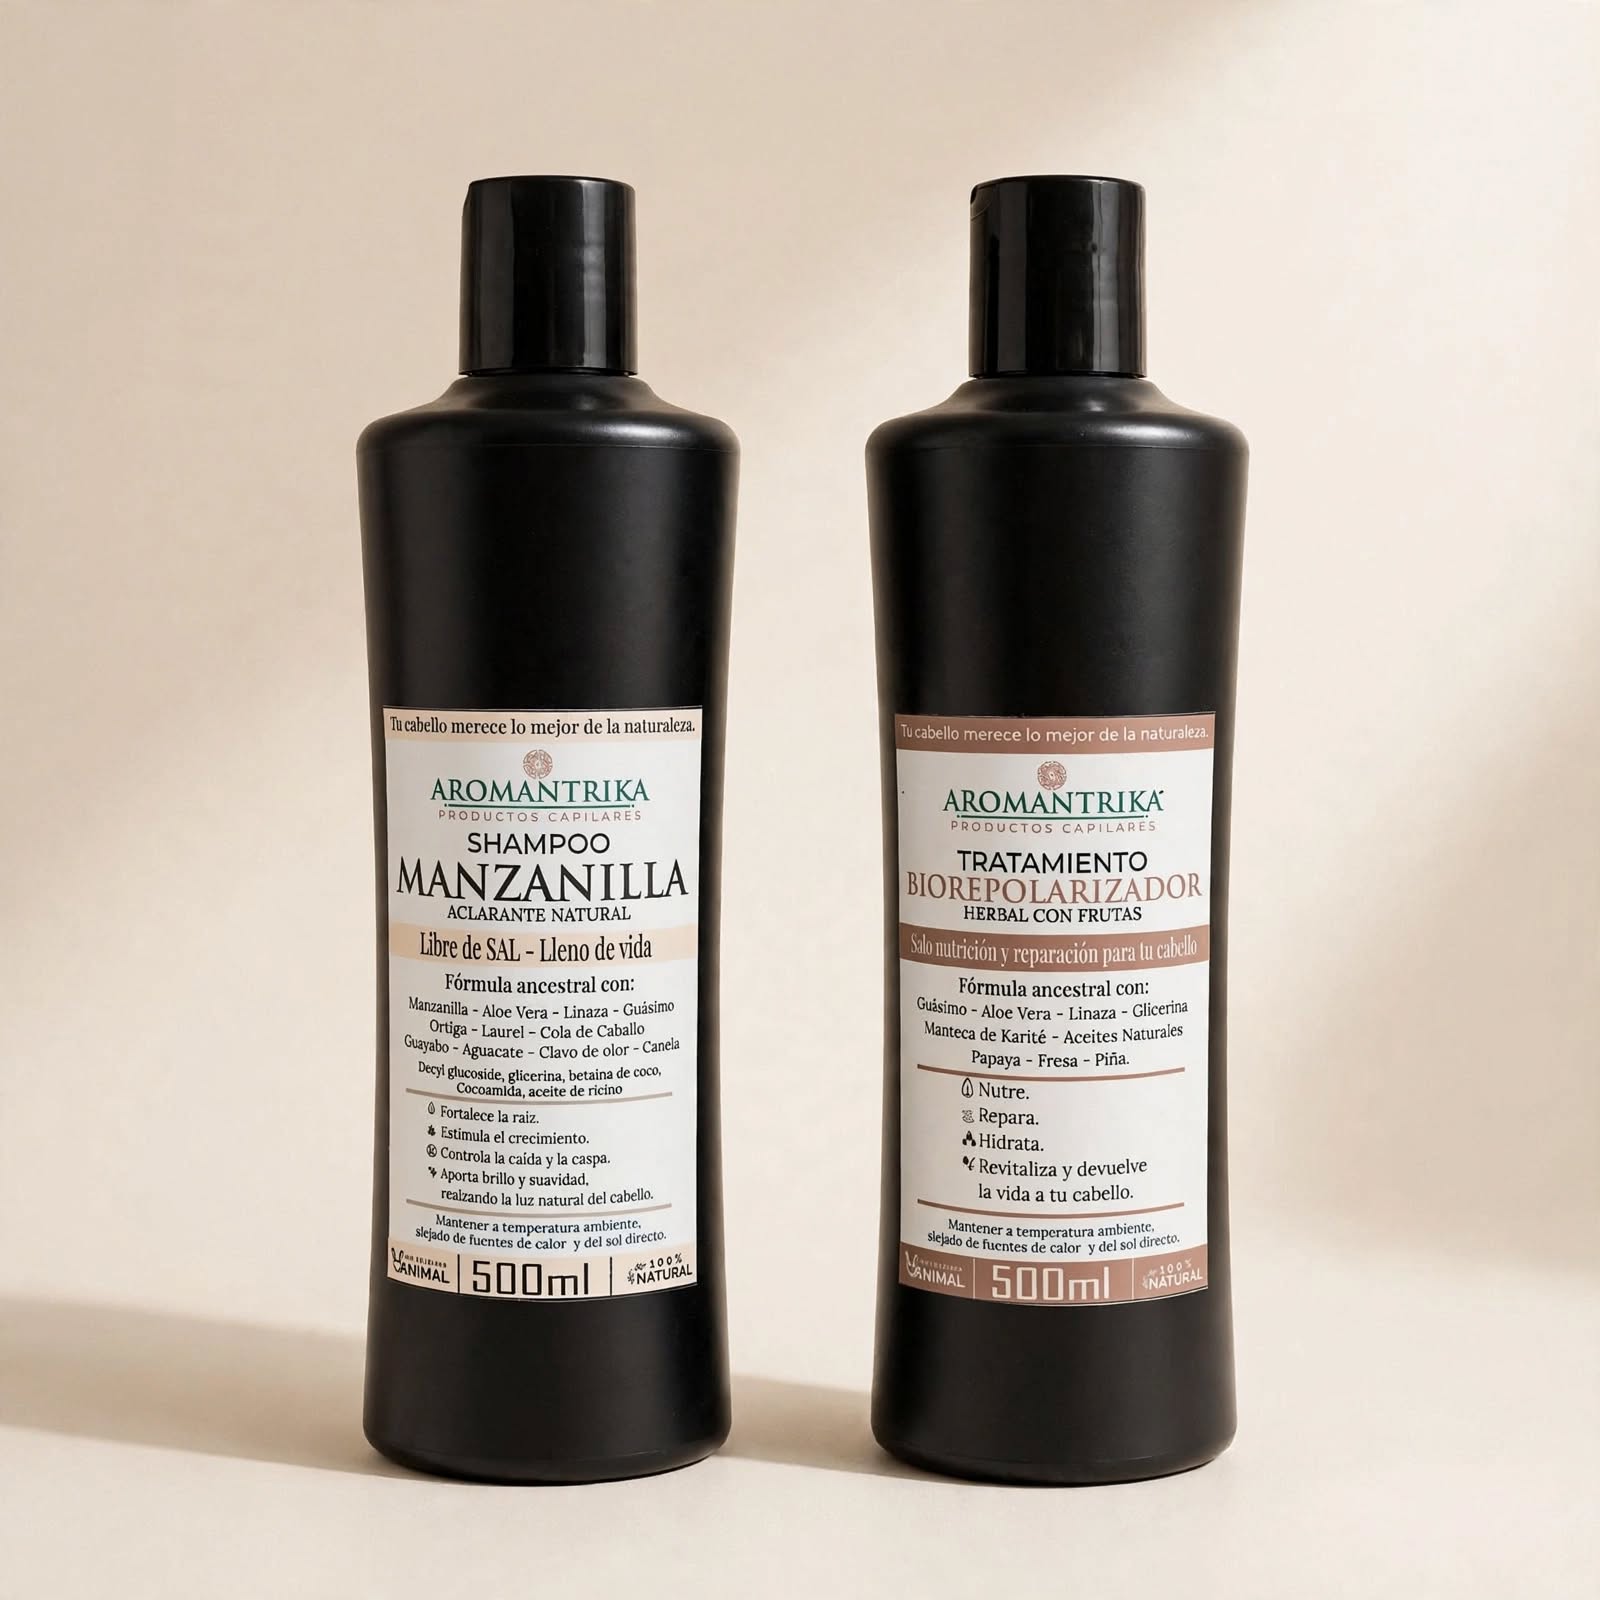 Tu cabello merece lo mejor de la naturaleza.
AROMANTRIKA
PRODUCTOS CAPILARES
SHAMPOO
MANZANILLA
ACLARANTE NATURAL
Libre de SAL - Lleno de vida
Fórmula ancestral con:
Manzanilla - Aloe Vera - Linaza - Guásimo
Ortiga - Laurel - Cola de Caballo
Guayabo - Aguacate - Clavo de olor - Canela
Decyl glucoside, glicerina, betaina de coco,
Cocoamida, aceite de ricino
Fortalece la raiz.
Estimula el crecimiento.
Controla la caida y la caspa.
Aporta brillo y suavidad,
realzando la luz natural del cabello.
Mantener a temperatura ambiente,
slejado de fuentes de calor y del sol directo.
ANIMAL
500ml
100%
NATURAL
Tu cabello merece lo mejor de la naturaleza.
AROMANTRIKA
PRODUCTOS CAPILARES
TRATAMIENTO
BIOREPOLARIZADOR
HERBAL CON FRUTAS
Salo nutrición y reparación para tu cabello
Fórmula ancestral con:
Guásimo - Aloe Vera - Linaza - Glicerina
Manteca de Karité - Aceites Naturales
Papaya - Fresa - Piña.
Nutre.
Repara.
Hidrata.
Revitaliza y devuelve
la vida a tu cabello.
Mantener a temperatura ambiente,
slejado de fuentes de calor y del sol directo.
ANIMAL
500ml
100%
NATURAL